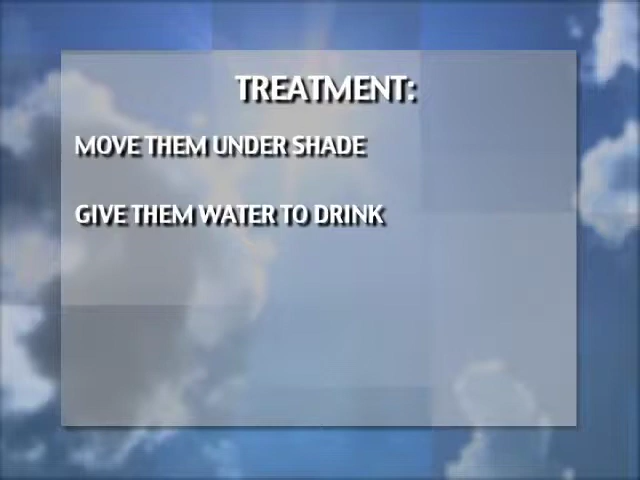 TREATMENT:
MOVE THEM UNDER SHADE
GIVE THEM WATER TO DRINK